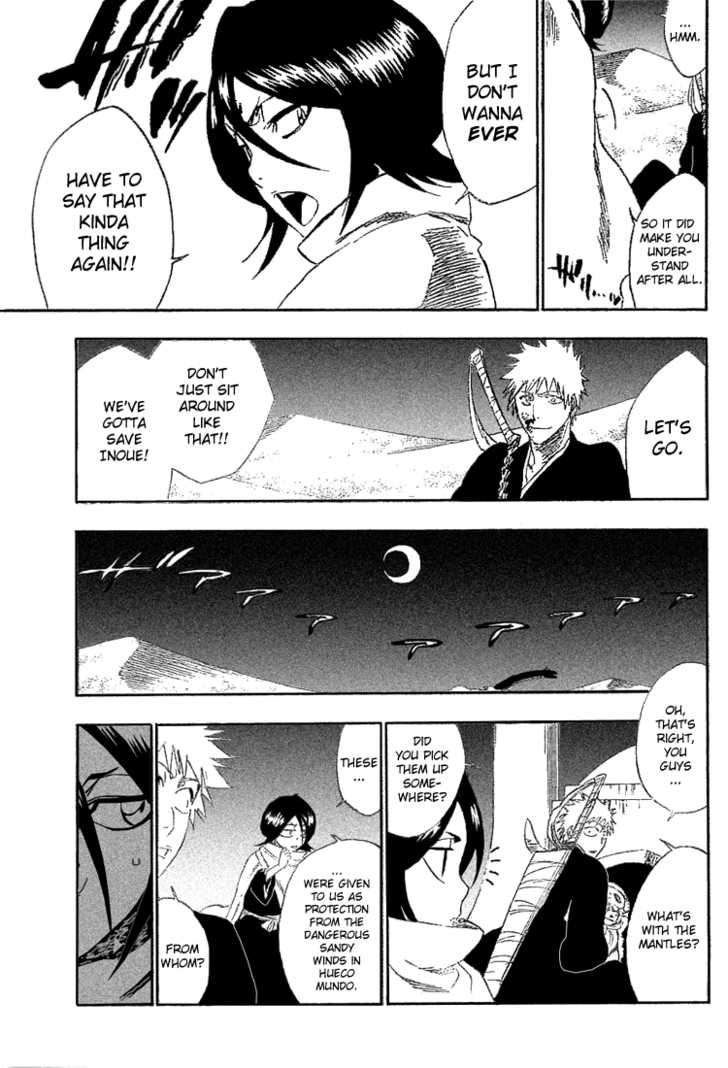 ...
HMM.
SO IT DID
MAKE YOU
UNDER-
STAND
AFTER ALL.
BUT I
DON'T
WANNA
EVER
HAVE TO
SAY THAT
KINDA
THING
AGAIN!!
LET'S
GO.
DON'T
JUST SIT
AROUND
LIKE
THAT!!
WE'VE
GOTTA
SAVE
INOUE!
OH,
THAT'S
RIGHT,
YOU
GUYS
...
WHAT'S
WITH THE
MANTLES?
DID
YOU PICK
THEM UP
SOME-
WHERE?
THESE
...
...
WERE GIVEN
TO US AS
PROTECTION
FROM THE
DANGEROUS
SANDY
WINDS IN
HUECO
MUNDO.
FROM
WHOM?